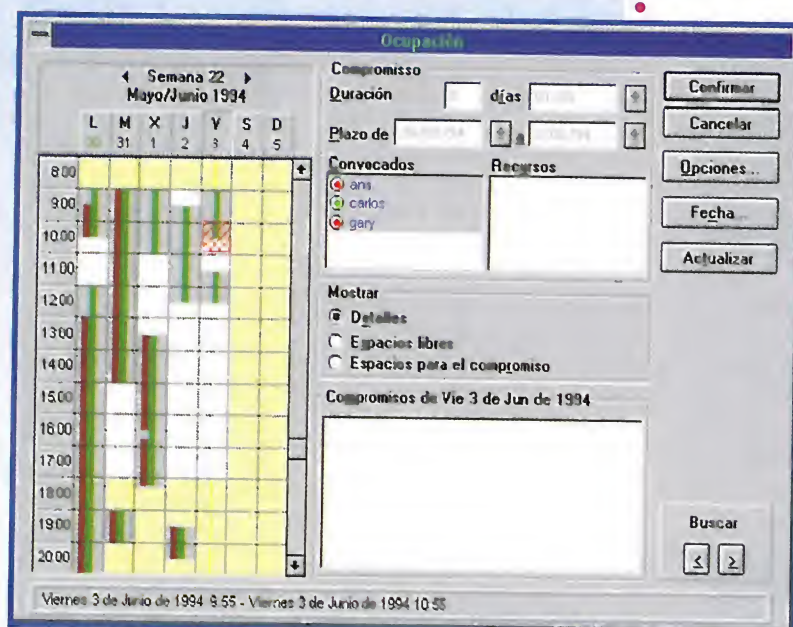 Ocupación
Semana 22
Mayo/Junio 1994
L M X J V S D
30 31 1 2 3 4 5
8:00
9:00
10:00
11:00
12:00
13:00
14:00
15:00
16:00
17:00
18:00
19:00
20:00
Compromisso
Duración días
Plazo de a
Convocados Recursos
ana
carlos
gary
Mostrar
Detalles
Espacios libres
Espacios para el compromiso
Compromisos de Vie 3 de Jun de 1994
Confirmar
Cancelar
Opciones...
Fecha...
Actualizar
Buscar
< >
Viernes 3 de Junio de 1994 9:55 - Viernes 3 de Junio de 1994 10:55